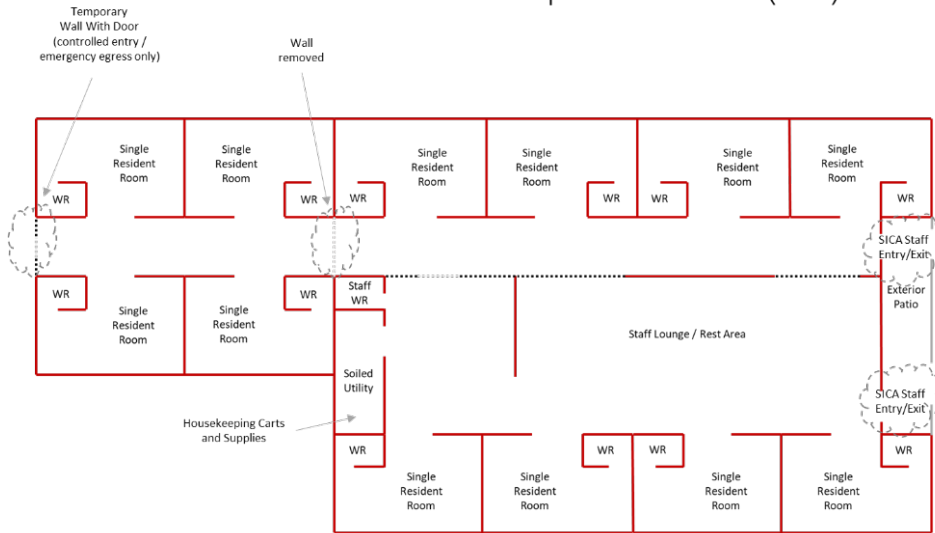 Temporary
Wall With Door
(controlled entry /
emergency egress only)
Wall
removed
Single
Resident
Room
Single
Resident
Room
Single
Resident
Room
Single
Resident
Room
Single
Resident
Room
Single
Resident
Room
WR
WR
WR
WR
WR
WR
SICA Staff
Entry/Exit
WR
WR
Staff
WR
Exterior
Patio
Single
Resident
Room
Single
Resident
Room
Staff Lounge / Rest Area
Soiled
Utility
SICA Staff
Entry/Exit
Housekeeping Carts
and Supplies
WR
WR
WR
WR
Single
Resident
Room
Single
Resident
Room
Single
Resident
Room
Single
Resident
Room